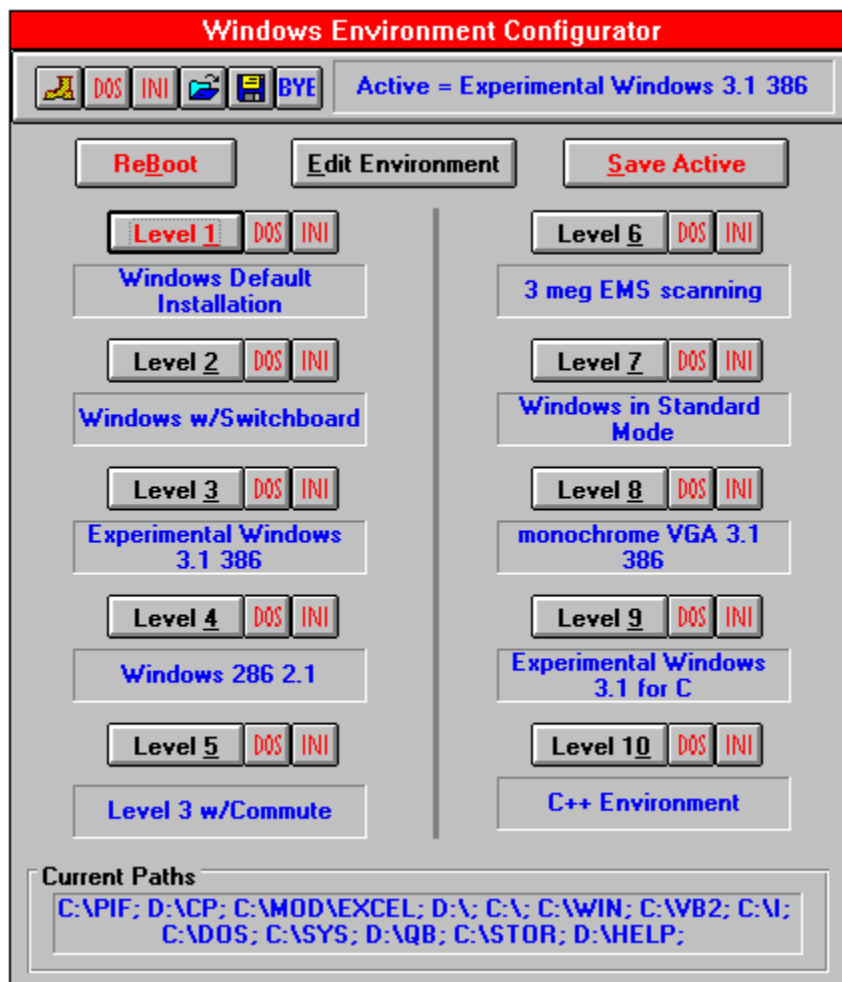 Windows Environment Configurator
DOS INI BYE Active = Experimental Windows 3.1 386
ReBoot Edit Environment Save Active
Level 1 DOS INI
Windows Default
Installation
Level 2 DOS INI
Windows w/Switchboard
Level 3 DOS INI
Experimental Windows
3.1 386
Level 4 DOS INI
Windows 286 2.1
Level 5 DOS INI
Level 3 w/Commute
Level 6 DOS INI
3 meg EMS scanning
Level 7 DOS INI
Windows in Standard
Mode
Level 8 DOS INI
monochrome VGA 3.1
386
Level 9 DOS INI
Experimental Windows
3.1 for C
Level 10 DOS INI
C++ Environment
Current Paths
C:\PIF; D:\CP; C:\MOD\EXCEL; D:\; C:\; C:\WIN; C:\VB2; C:\I;
C:\DOS; C:\SYS; D:\QB; C:\STOR; D:\HELP;